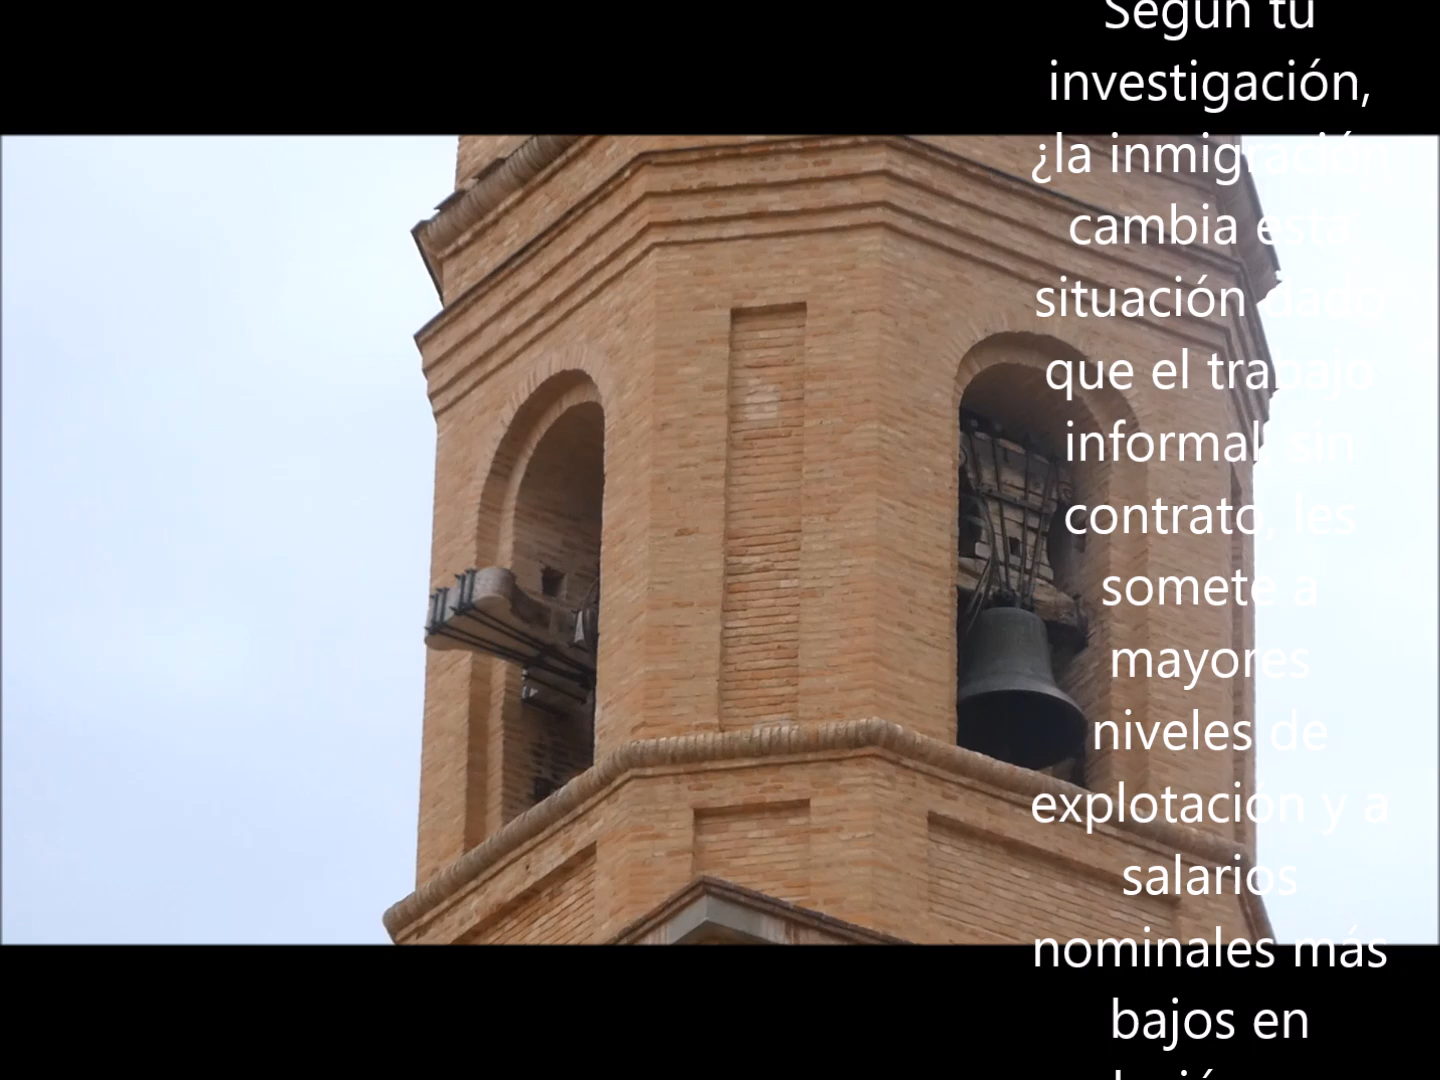 Según tu
investigación,
¿la inmigración
cambia esta
situación dado
que el trabajo
informal, sin
contrato, les
somete a
mayores
niveles de
explotación y a
salarios
nominales más
bajos en